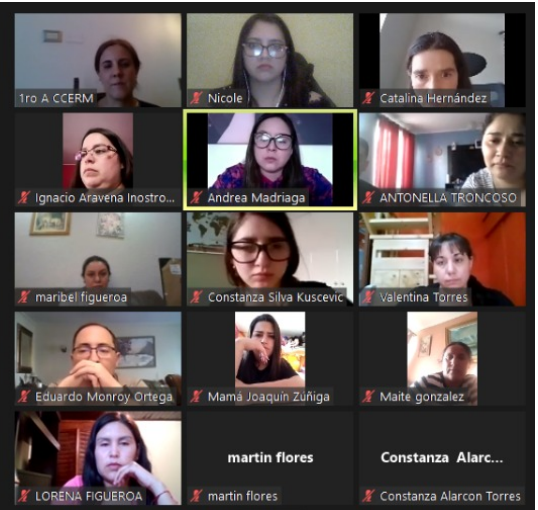 1ro A CCERM
Nicole
Catalina Hernández
Ignacio Aravena Inostro...
Andrea Madriaga
ANTONELLA TRONCOSO
maribel figueroa
Constanza Silva Kuscevic
Valentina Torres
Eduardo Monroy Ortega
Mamá Joaquín Zúñiga
Maite gonzalez
LORENA FIGUEROA
martin flores
martin flores
Constanza Alarc...
Constanza Alarcon Torres